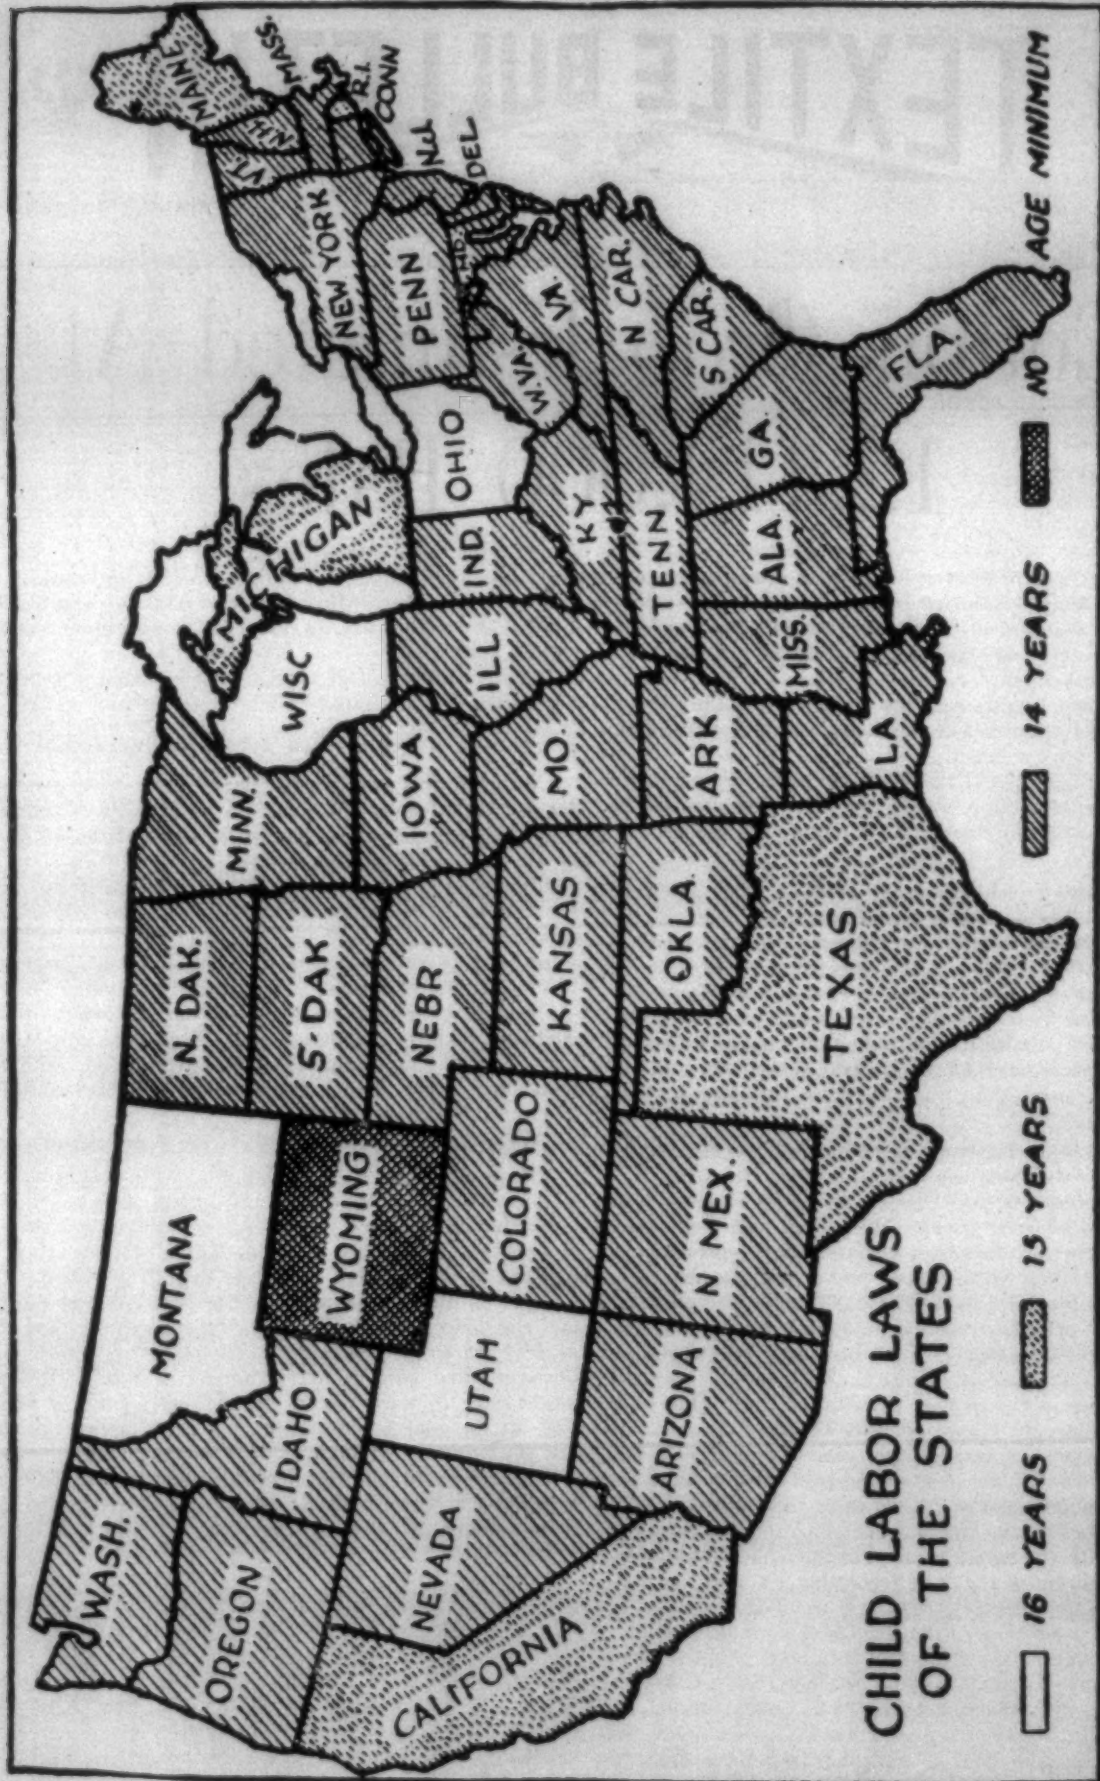 MAINE
VT.
N.H.
MASS.
R.I.
CONN
NEW YORK
PENN
N.J.
DEL.
MD.
WASH.
MONTANA
N. DAK.
MINN.
WISC
MICHIGAN
OREGON
IDAHO
WYOMING
S. DAK
IOWA
ILL
IND.
OHIO
W.VA.
VA.
NEVADA
UTAH
COLORADO
NEBR
KANSAS
MO.
KY
N CAR.
TENN
S CAR.
CALIFORNIA
ARIZONA
N MEX.
OKLA.
ARK
MISS.
ALA.
GA.
TEXAS
LA
FLA.
CHILD LABOR LAWS
OF THE STATES
16 YEARS 15 YEARS 14 YEARS NO AGE MINIMUM